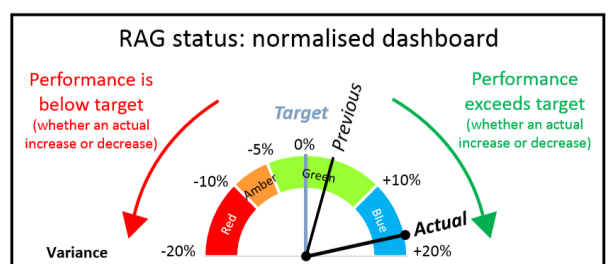 RAG status: normalised dashboard
Performance is
below target
(whether an actual
increase or decrease)
Performance
exceeds target
(whether an actual
increase or decrease)
Target
Previous
-5%
0%
-10%
+10%
Amber
Green
Red
Blue
Actual
Variance
-20%
+20%